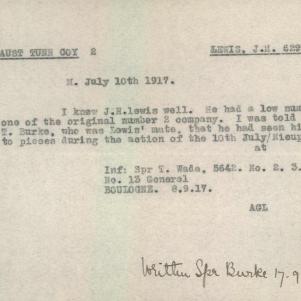 AUST TUNN COY 2 LEWIS, J.H. 629
M. July 10th 1917.
I knew J.H.lewis well. He had a low num
one of the original number 2 company. I was told
T. Burke, who was Lewis' mate, that he had seen hi
to pieces during the action of the 10th July/Nieup
at
Inf: Spr T. Wade, 5642. No. 2. 3.
No. 13 General
BOULOGNE. 8.9.17.
AGL
Written Spr Burke 17.9